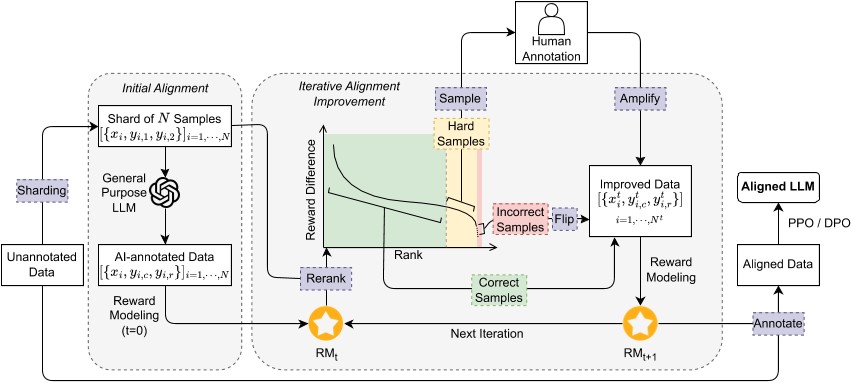 Human
Annotation
Initial Alignment
Iterative Alignment
Improvement
Sample
Amplify
Shard of N Samples
[{x_i, y_{i,1}, y_{i,2}}]_{i=1,⋯,N}
Hard
Samples
Sharding
General
Purpose
LLM
Reward Difference
Rank
Incorrect
Samples
Flip
Improved Data
[{x_i^t, y_{i,c}^t, y_{i,r}^t}]
i=1,⋯,N^t
Aligned LLM
PPO / DPO
Unannotated
Data
AI-annotated Data
[{x_i, y_{i,c}, y_{i,r}}]_{i=1,⋯,N}
Rerank
Correct
Samples
Reward
Modeling
Aligned Data
Reward
Modeling
(t=0)
Next Iteration
Annotate
RM_t
RM_{t+1}